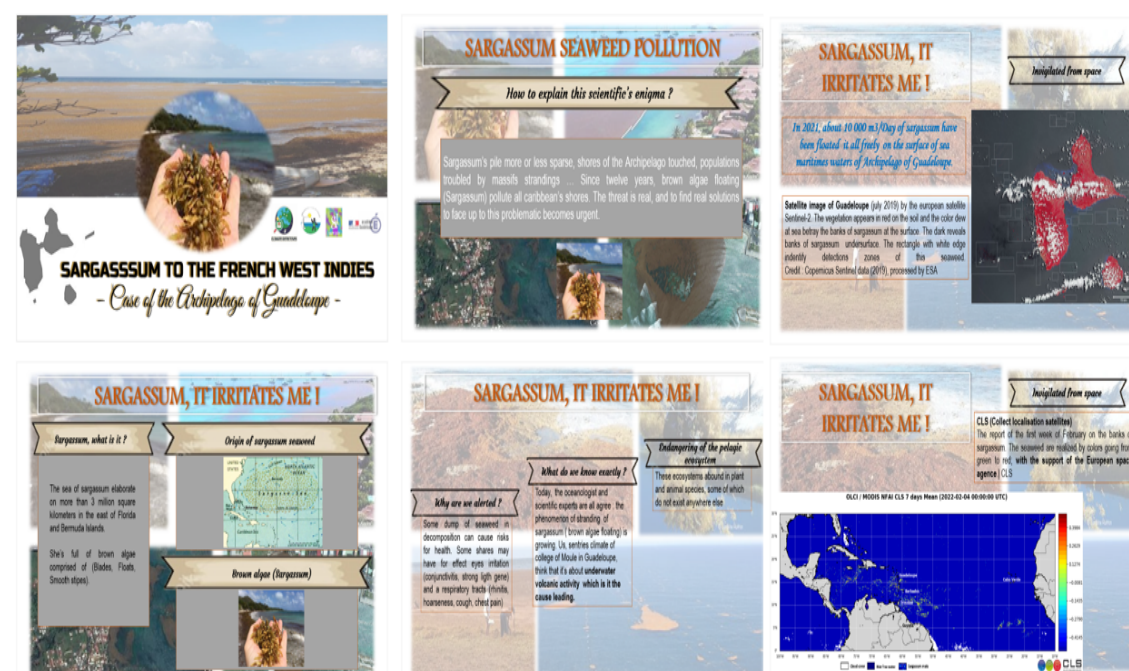 SARGASSSUM TO THE FRENCH WEST INDIES
- Case of the Archipelago of Guadeloupe -
SARGASSUM SEAWEED POLLUTION
How to explain this scientific's enigma ?
Sargassum's pile more or less sparse, shores of the Archipelago touched, populations
troubled by massifs strandings ... Since twelve years, brown algae floating
(Sargassum) pollute all caribbean's shores. The threat is real, and to find real solutions
to face up to this problematic becomes urgent.
SARGASSUM, IT
IRRITATES ME !
Invigilated from space
In 2021, about 10 000 m3/Day of sargassum have
been floated it all freely on the surface of sea
maritimes waters of Archipelago of Guadeloupe.
Satellite image of Guadeloupe (july 2019) by the european satellite
Sentinel-2. The vegetation appears in red on the soil and the color dew
at sea betray the banks of sargassum at the surface. The dark reveals
banks of sargassum undersurface. The rectangle with white edge
indentify detections zones of this seaweed.
Credit : Copernicus Sentinel data (2019), processed by ESA
SARGASSUM, IT IRRITATES ME !
Sargassum, what is it ?
The sea of sargassum elaborate
on more than 3 million square
kilometers in the east of Florida
and Bermuda Islands.
She's full of brown algae
comprised of (Blades, Floats,
Smooth stipes).
Origin of sargassum seaweed
Sargasso Sea
Brown algae (Sargassum)
SARGASSUM, IT IRRITATES ME !
Why are we alerted ?
Some dump of seaweed in
decomposition can cause risks
for health. Some shares may
have for effect eyes irritation
(conjunctivitis, strong ligth gene)
and a respiratory tracts (rhinitis,
hoarseness, cough, chest pain)
What do we know exactly ?
Today, the oceanologist and
scientific experts are all agree : the
phenomenon of stranding of
sargassum ( brown algae floating) is
growing. Us, sentries climate of
college of Moule in Guadeloupe,
think that it's about underwater
volcanic activity which is it the
cause leading.
Endangering of the pelagic
ecosystem
These ecosystems abound in plant
and animal species, some of which
do not exist anywhere else
SARGASSUM, IT
IRRITATES ME !
Invigilated from space
CLS (Collect localisation satellites)
The report of the first week of February on the banks
sargassum. The seaweed are realized by colors going
green to red, with the support of the European
agence ) CLS
OLCI / MODIS NFAI CLS 7 days Mean (2022-02-04 00:00:00 UTC)
Guadeloupe
Cabo Verde
CLS